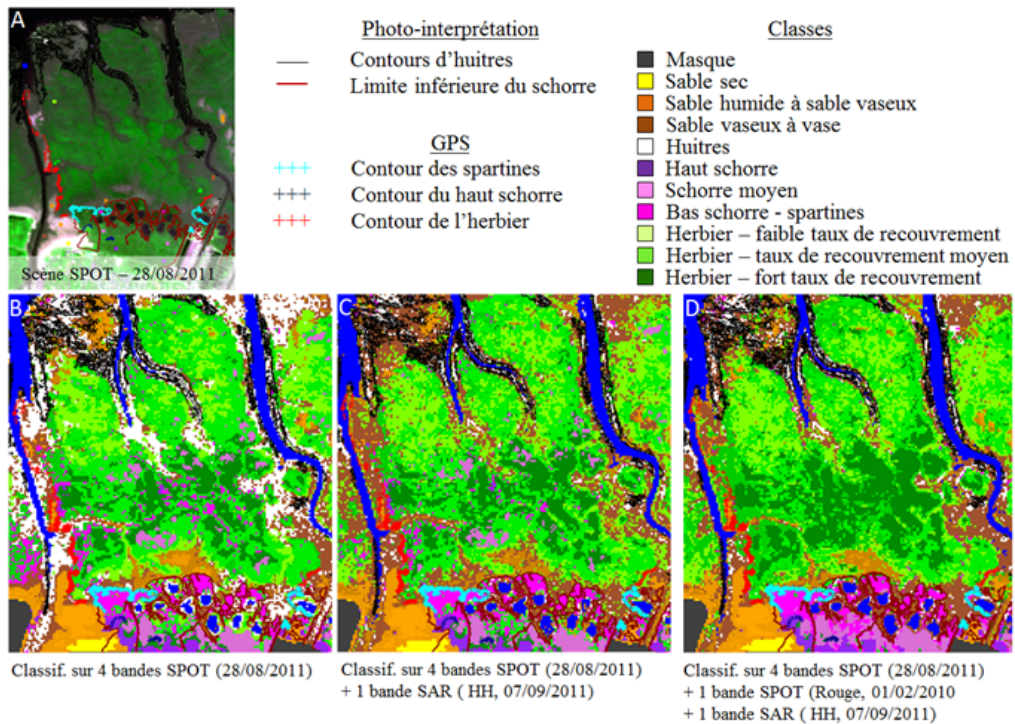 A
Scène SPOT – 28/08/2011
Photo-interprétation
Contours d'huitres
Limite inférieure du schorre
GPS
Contour des spartines
Contour du haut schorre
Contour de l'herbier
Classes
Masque
Sable sec
Sable humide à sable vaseux
Sable vaseux à vase
Huitres
Haut schorre
Schorre moyen
Bas schorre - spartines
Herbier – faible taux de recouvrement
Herbier – taux de recouvrement moyen
Herbier – fort taux de recouvrement
B
C
D
Classif. sur 4 bandes SPOT (28/08/2011)
Classif. sur 4 bandes SPOT (28/08/2011)
+ 1 bande SAR ( HH, 07/09/2011)
Classif. sur 4 bandes SPOT (28/08/2011)
+ 1 bande SPOT (Rouge, 01/02/2010
+ 1 bande SAR ( HH, 07/09/2011)